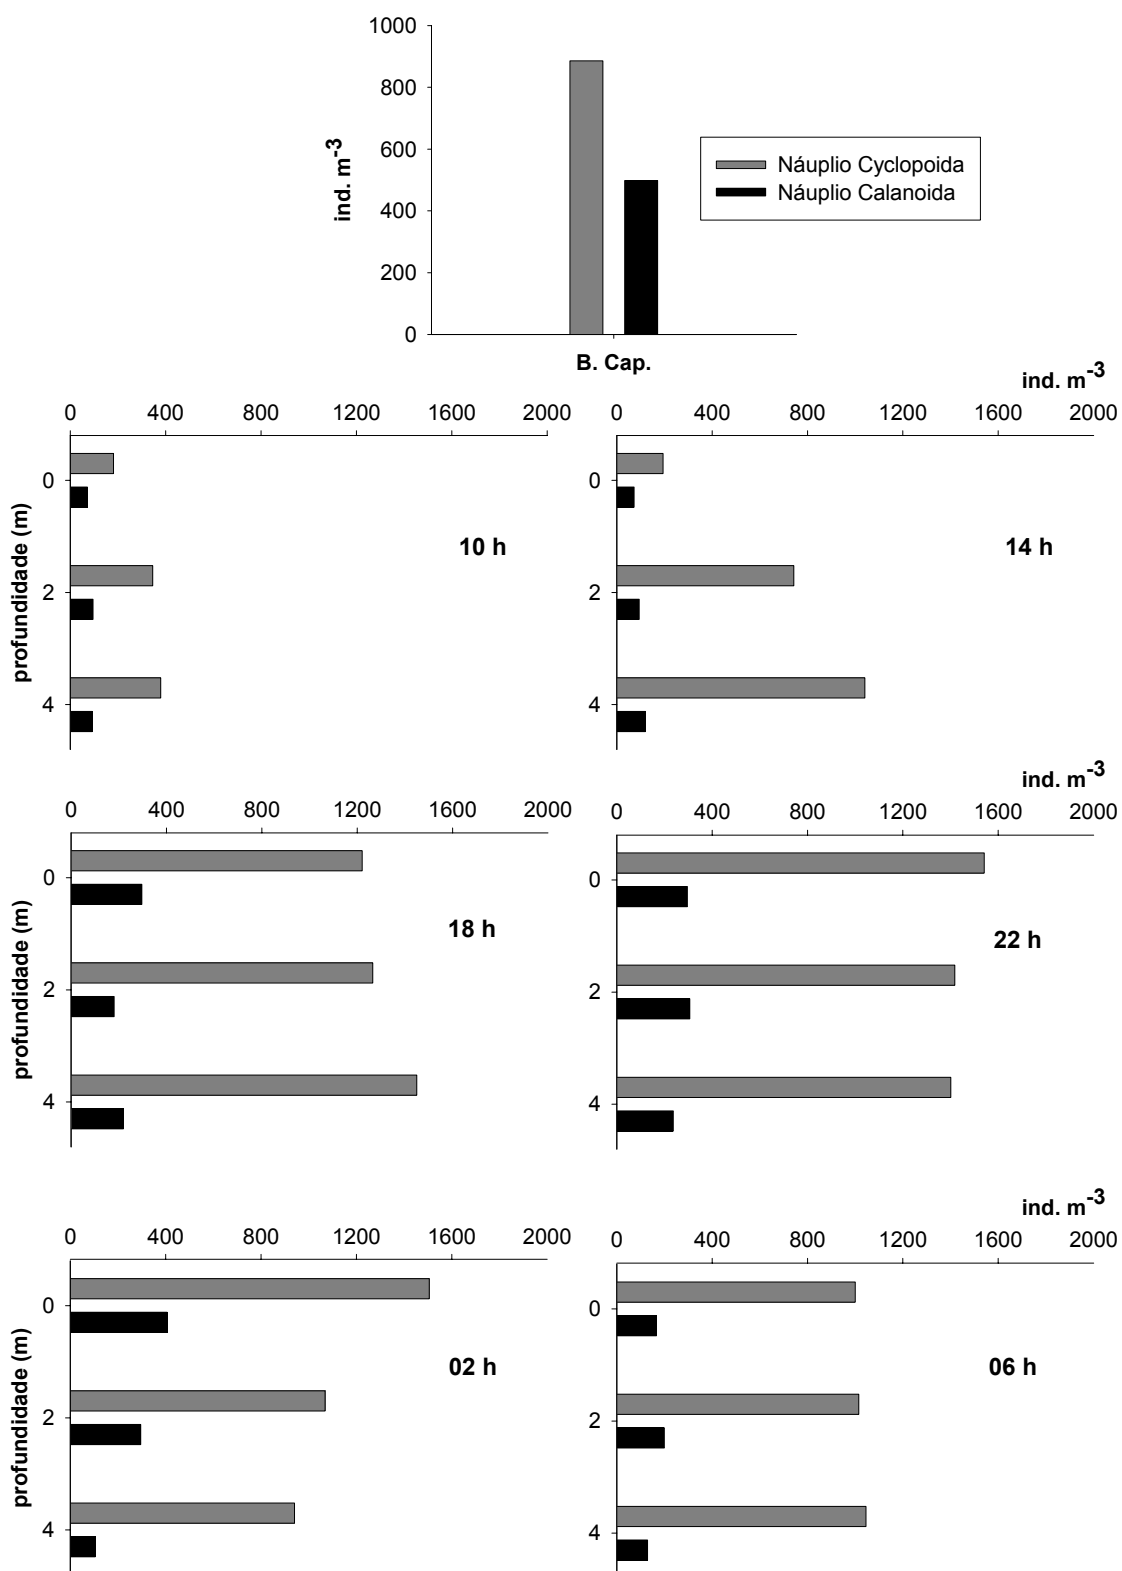 1000
800
600
400
200
0
ind. m-3
Náuplio Cyclopoida
Náuplio Calanoida
B. Cap.
ind. m-3
0 400 800 1200 1600 2000
0 400 800 1200 1600 2000
profundidade (m)
0
2
4
10 h
0
2
4
14 h
ind. m-3
0 400 800 1200 1600 2000
0 400 800 1200 1600 2000
profundidade (m)
0
2
4
18 h
0
2
4
22 h
ind. m-3
0 400 800 1200 1600 2000
0 400 800 1200 1600 2000
profundidade (m)
0
2
4
02 h
0
2
4
06 h